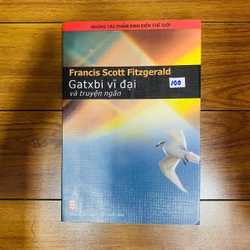 NHỮNG TÁC PHẨM KINH ĐIỂN THẾ GIỚI
Francis Scott Fitzgerald
Gatxbi vĩ đại
100
và truyện ngắn